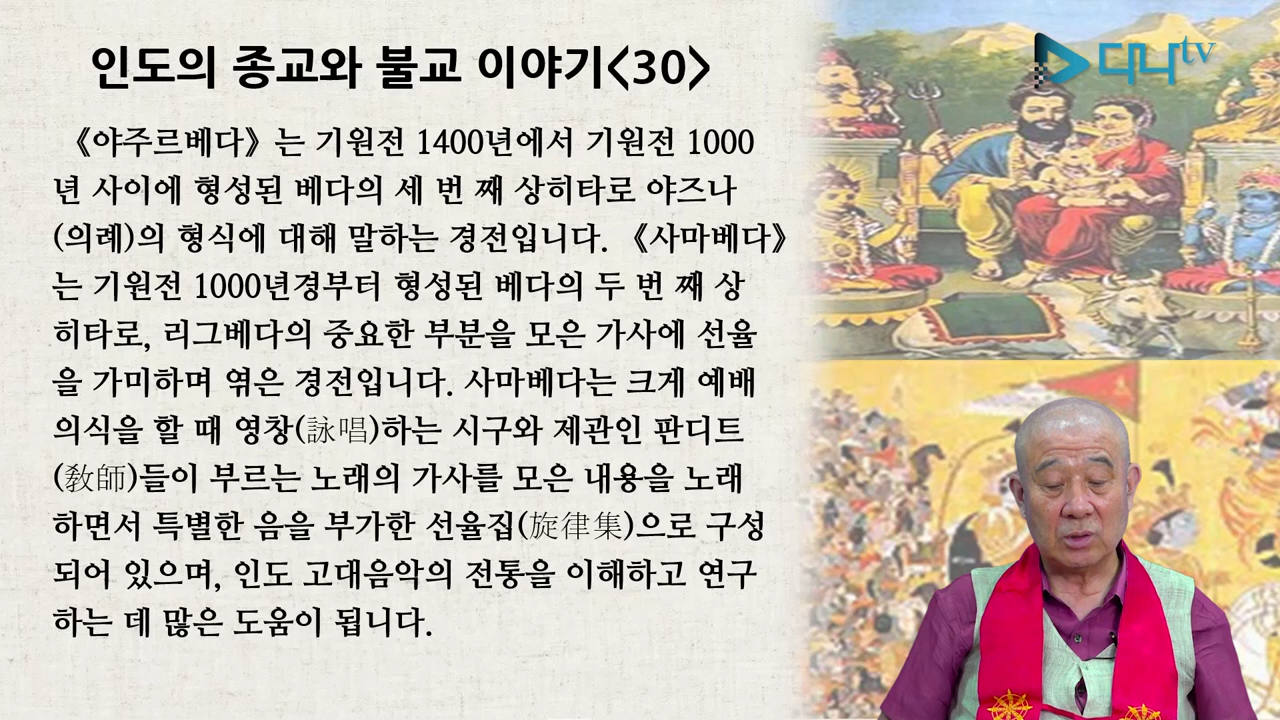 인도의 종교와 불교 이야기<30>
다나tv
《야주르베다》는 기원전 1400년에서 기원전 1000
년 사이에 형성된 베다의 세 번 째 상히타로 야즈나
(의례)의 형식에 대해 말하는 경전입니다. 《사마베다》
는 기원전 1000년경부터 형성된 베다의 두 번 째 상
히타로, 리그베다의 중요한 부분을 모은 가사에 선율
을 가미하며 엮은 경전입니다. 사마베다는 크게 예배
의식을 할 때 영창(詠唱)하는 시구와 제관인 판디트
(敎師)들이 부르는 노래의 가사를 모은 내용을 노래
하면서 특별한 음을 부가한 선율집(旋律集)으로 구성
되어 있으며, 인도 고대음악의 전통을 이해하고 연구
하는 데 많은 도움이 됩니다.